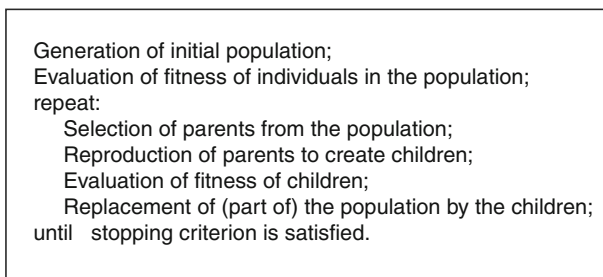 Generation of initial population;
Evaluation of fitness of individuals in the population;
repeat:
Selection of parents from the population;
Reproduction of parents to create children;
Evaluation of fitness of children;
Replacement of (part of) the population by the children;
until stopping criterion is satisfied.